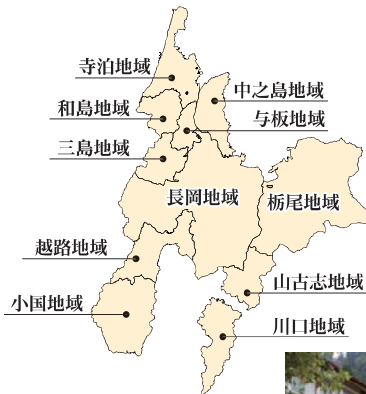 寺泊地域
中之島地域
和島地域
与板地域
三島地域
長岡地域
栃尾地域
越路地域
山古志地域
小国地域
川口地域